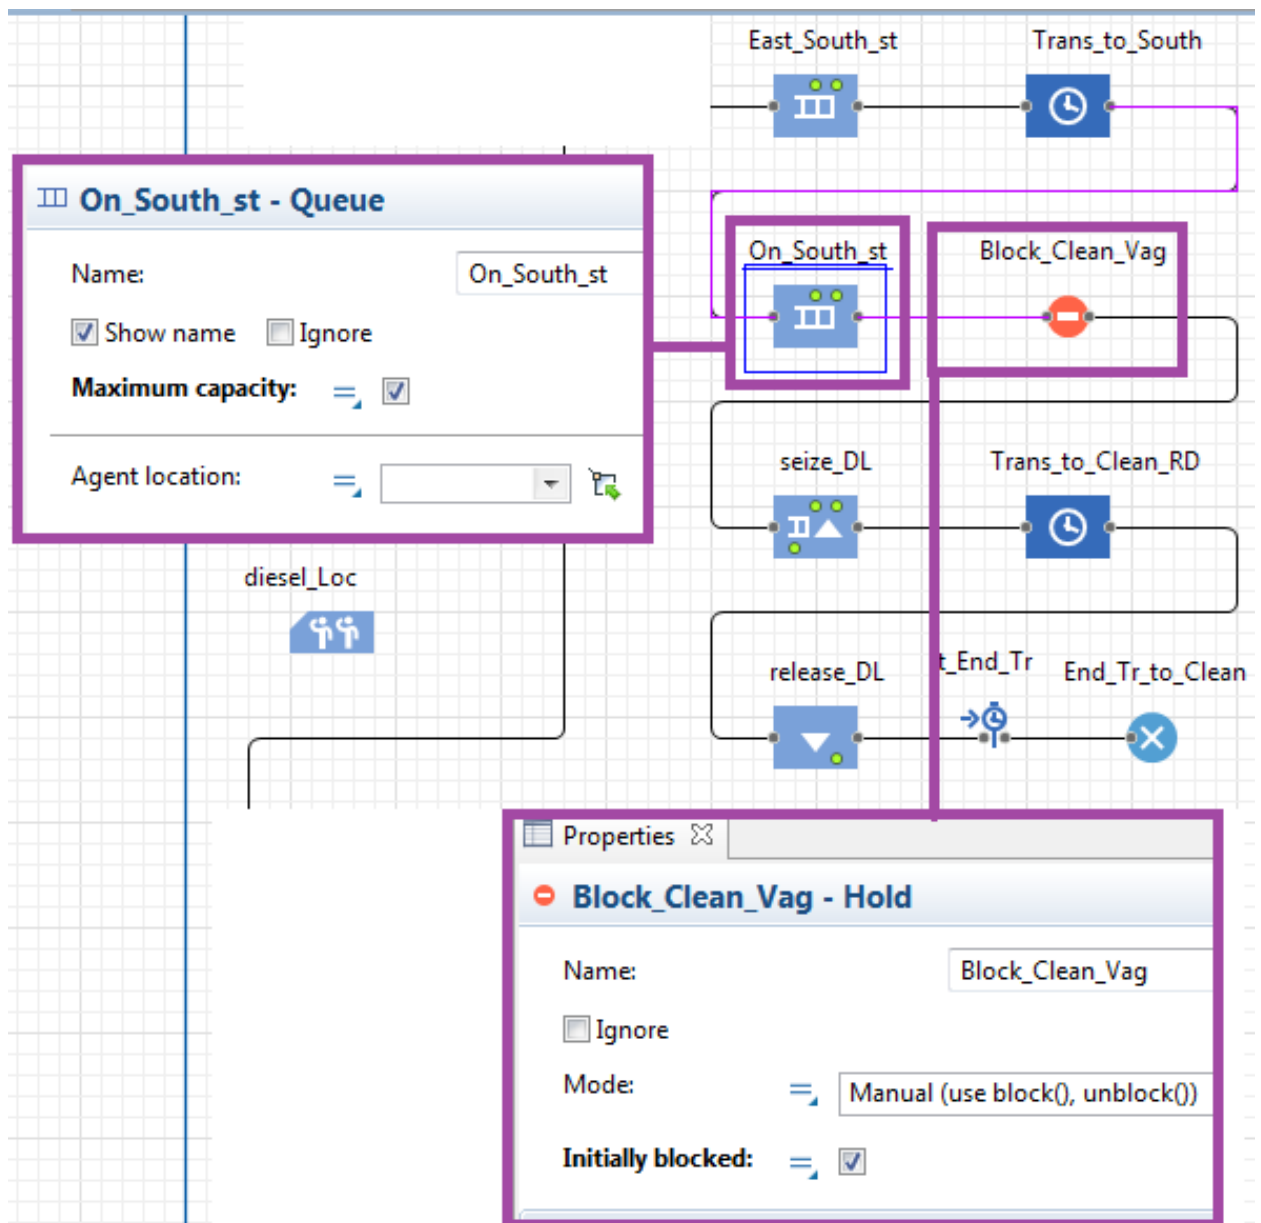 East_South_st
Trans_to_South
On_South_st - Queue
Name:
On_South_st
Show name
Ignore
Maximum capacity:
Agent location:
On_South_st
Block_Clean_Vag
seize_DL
Trans_to_Clean_RD
diesel_Loc
release_DL
t_End_Tr
End_Tr_to_Clean
Properties
Block_Clean_Vag - Hold
Name:
Block_Clean_Vag
Ignore
Mode:
Manual (use block(), unblock())
Initially blocked: